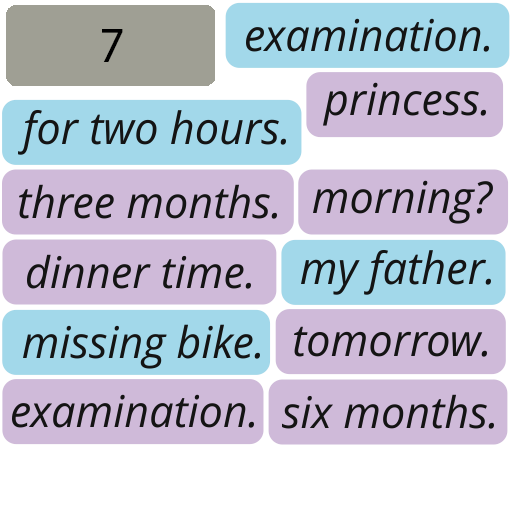 7
examination.
princess.
for two hours.
three months.
morning?
dinner time.
my father.
missing bike.
tomorrow.
examination.
six months.